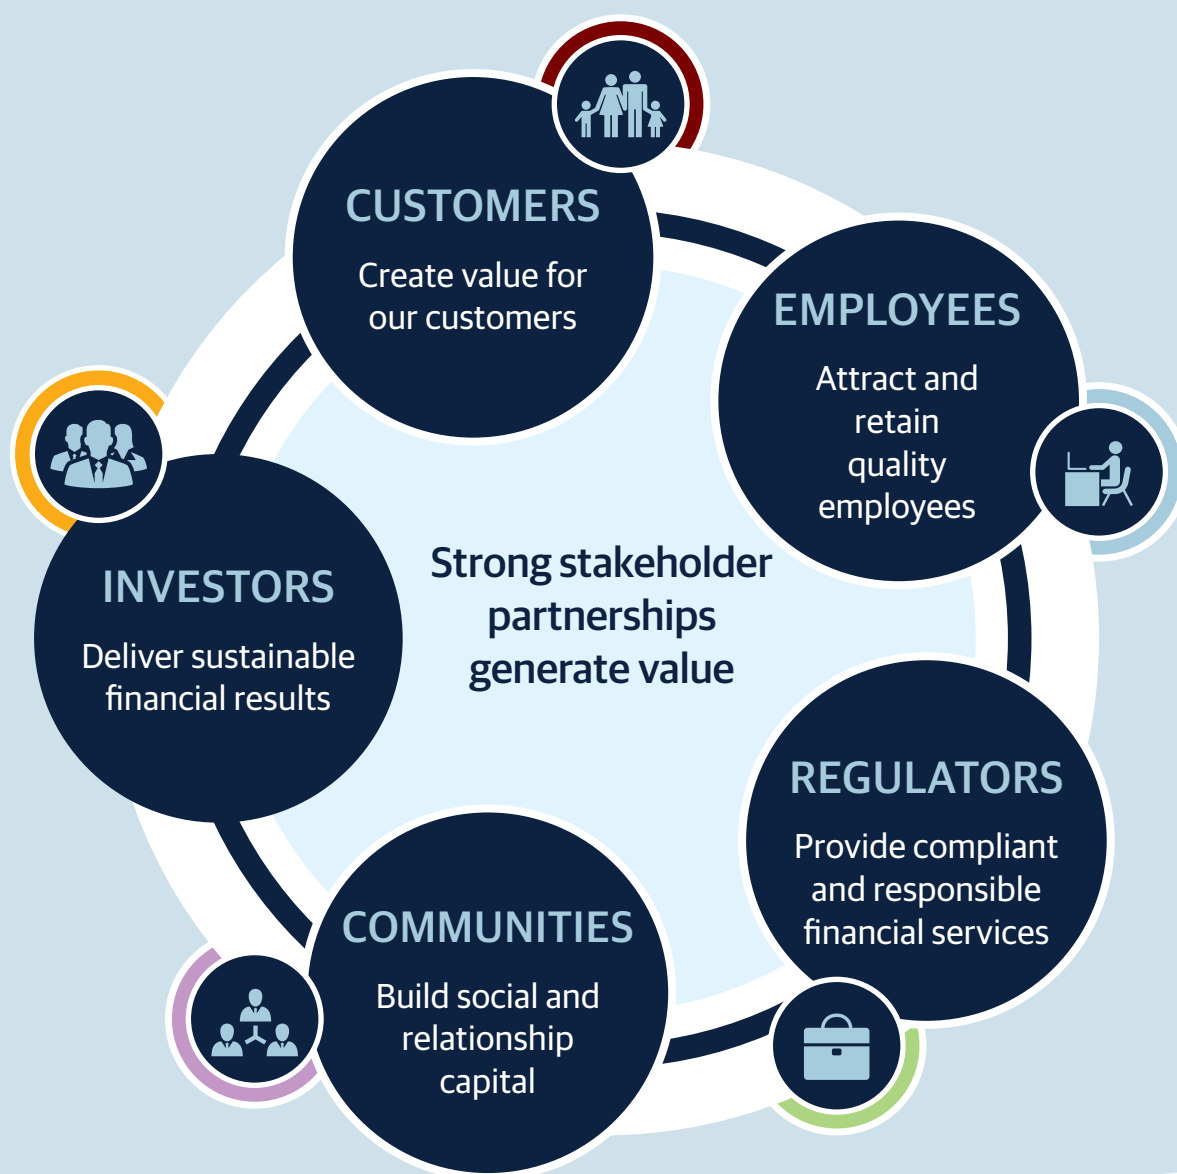 CUSTOMERS
Create value for
our customers
EMPLOYEES
Attract and
retain
quality
employees
Strong stakeholder
partnerships
generate value
INVESTORS
Deliver sustainable
financial results
REGULATORS
Provide compliant
and responsible
financial services
COMMUNITIES
Build social and
relationship
capital